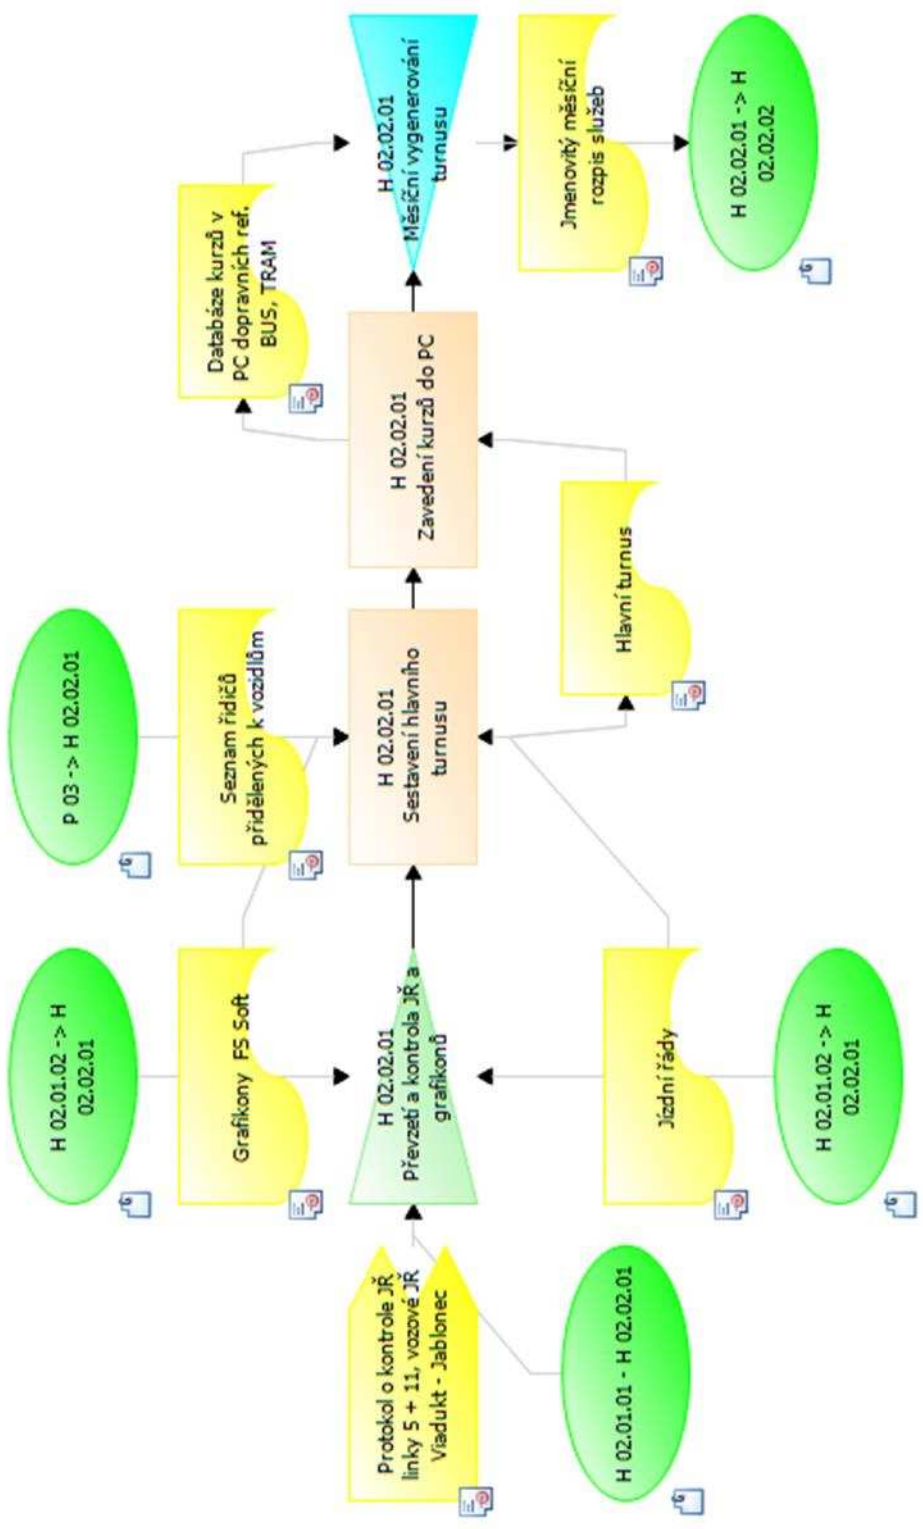 H 02.01.02 -> H
02.02.01
P 03 -> H 02.02.01
Grafikony FS Soft
Seznam řidičů
přidělených k vozidlům
Databáze kurzů v
PC dopravních ref.
BUS, TRAM
Protokol o kontrole JŘ
linky 5 + 11, vozové JŘ
Viadukt - Jablonec
H 02.02.01
Převzetí a kontrola JŘ a
grafikonů
H 02.02.01
Sestavení hlavního
turnusu
H 02.02.01
Zavedení kurzů do PC
H 02.02.01
Měsíční vygenerování
turnusu
H 02.01.01 - H 02.02.01
Jízdní řády
Hlavní turnus
Jmenovitý měsíční
rozpis služeb
H 02.01.02 -> H
02.02.01
H 02.02.01 -> H
02.02.02